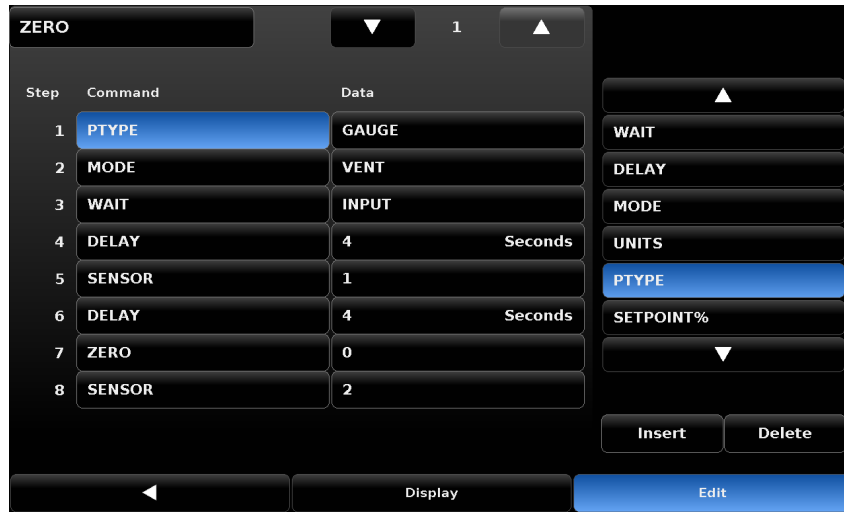 ZERO 1
Step Command Data
1 PTYPE GAUGE
2 MODE VENT
3 WAIT INPUT
4 DELAY 4 Seconds
5 SENSOR 1
6 DELAY 4 Seconds
7 ZERO 0
8 SENSOR 2
WAIT
DELAY
MODE
UNITS
PTYPE
SETPOINT%
Insert Delete
Display Edit